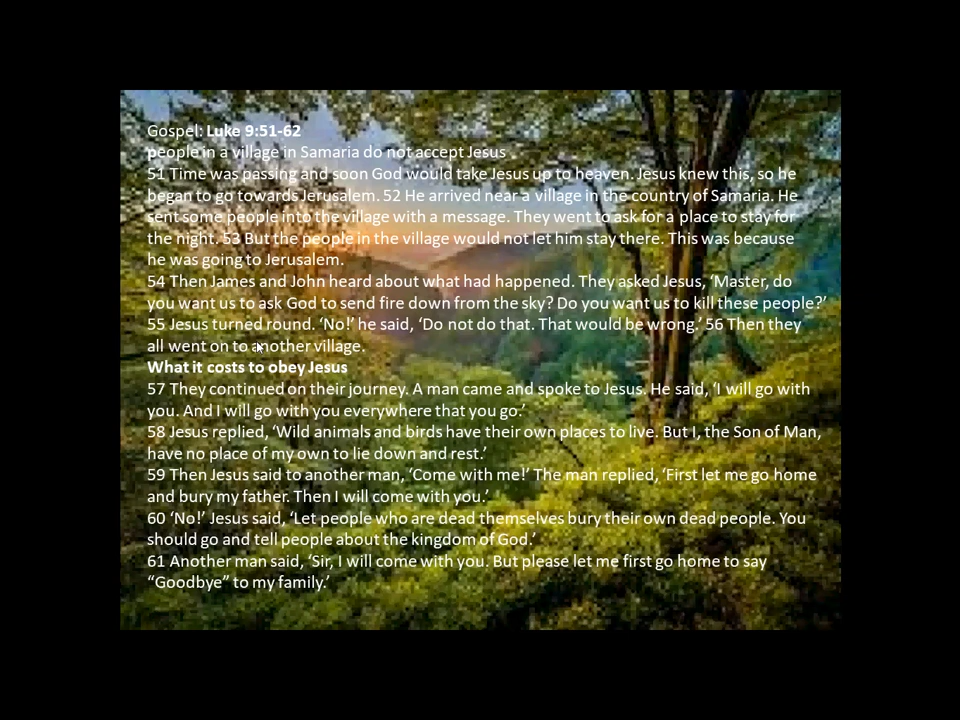 Gospel: Luke 9:51-62
people in a village in Samaria do not accept Jesus
51 Time was passing and soon God would take Jesus up to heaven. Jesus knew this, so he
began to go towards Jerusalem. 52 He arrived near a village in the country of Samaria. He
sent some people into the village with a message. They went to ask for a place to stay for
the night. 53 But the people in the village would not let him stay there. This was because
he was going to Jerusalem.
54 Then James and John heard about what had happened. They asked Jesus, ‘Master, do
you want us to ask God to send fire down from the sky? Do you want us to kill these people?’
55 Jesus turned round. ‘No!’ he said, ‘Do not do that. That would be wrong.’ 56 Then they
all went on to another village.
What it costs to obey Jesus
57 They continued on their journey. A man came and spoke to Jesus. He said, ‘I will go with
you. And I will go with you everywhere that you go.’
58 Jesus replied, ‘Wild animals and birds have their own places to live. But I, the Son of Man,
have no place of my own to lie down and rest.’
59 Then Jesus said to another man, ‘Come with me!’ The man replied, ‘First let me go home
and bury my father. Then I will come with you.’
60 ‘No!’ Jesus said, ‘Let people who are dead themselves bury their own dead people. You
should go and tell people about the kingdom of God.’
61 Another man said, ‘Sir, I will come with you. But please let me first go home to say
“Goodbye” to my family.’